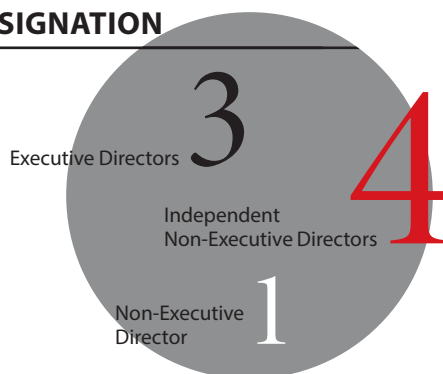 SIGNATION
3
Executive Directors
4
Independent
Non-Executive Directors
1
Non-Executive
Director